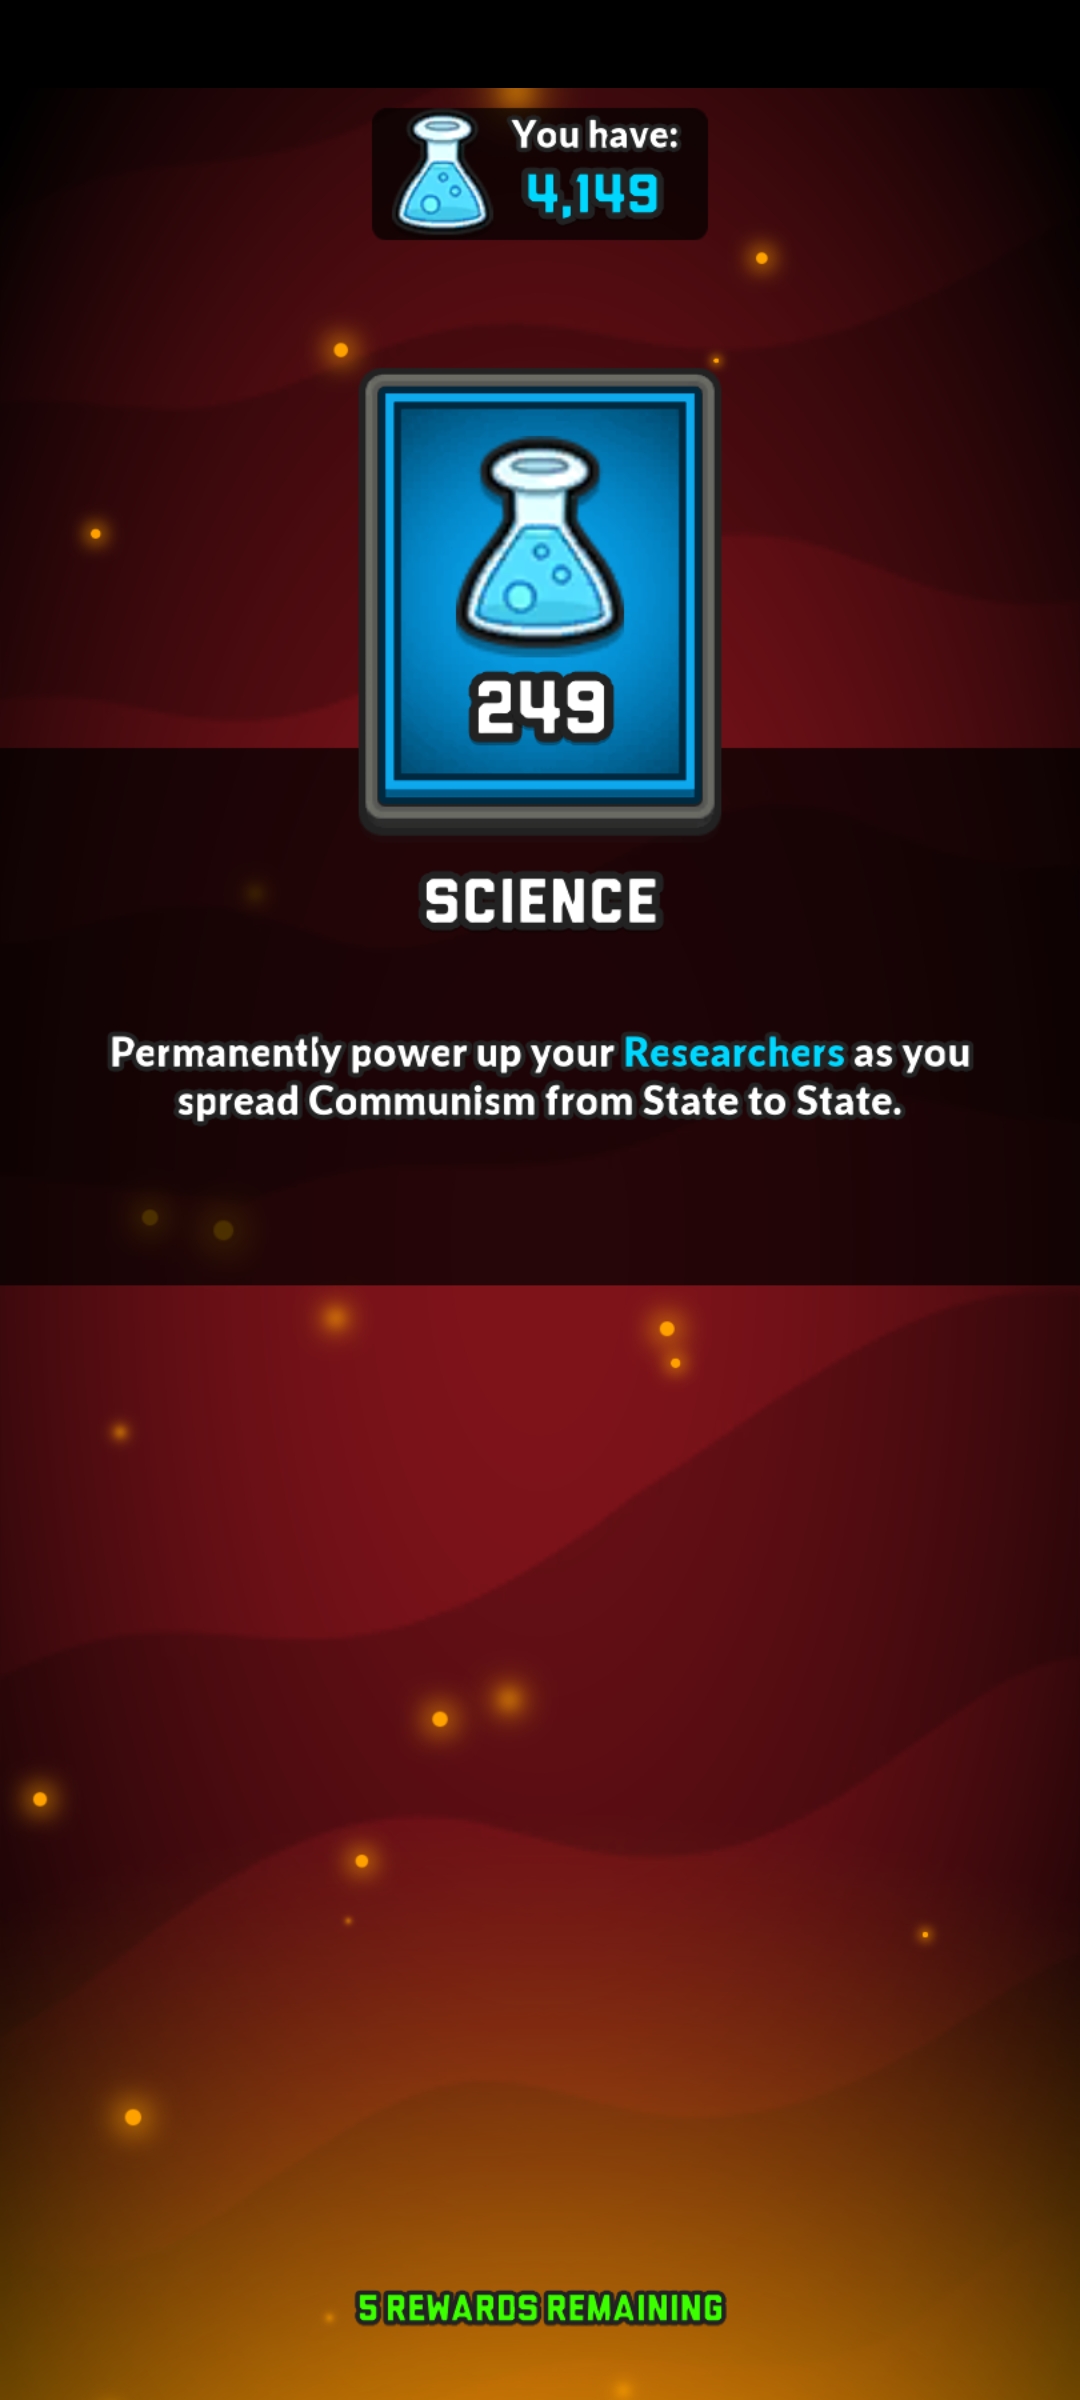 You have:
4,149
249
SCIENCE
Permanently power up your Researchers as you
spread Communism from State to State.
5 REWARDS REMAINING